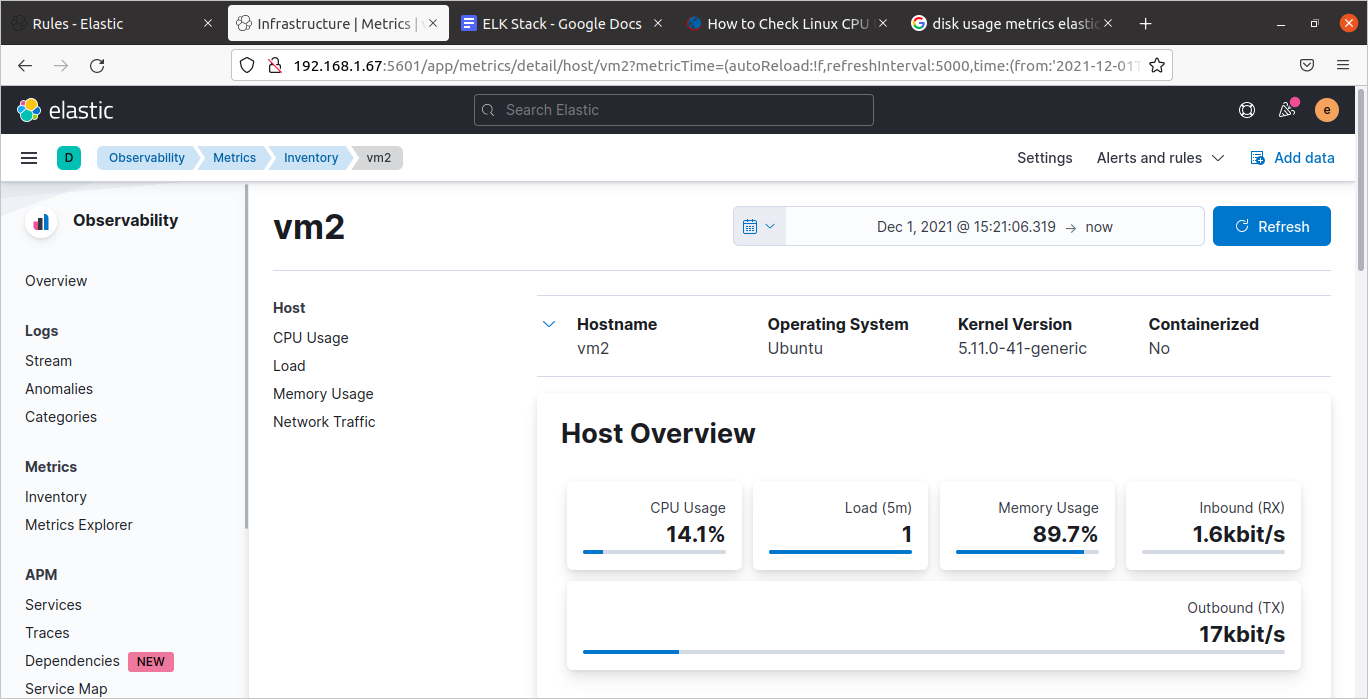 Rules - Elastic
Infrastructure | Metrics |
ELK Stack - Google Docs
How to Check Linux CPU
disk usage metrics elastic
192.168.1.67:5601/app/metrics/detail/host/vm2?metricTime=(autoReload:!f,refreshInterval:5000,time:(from:'2021-12-01T
elastic
Search Elastic
e
D
Observability
Metrics
Inventory
vm2
Settings
Alerts and rules
Add data
Observability
Overview
Logs
Stream
Anomalies
Categories
Metrics
Inventory
Metrics Explorer
APM
Services
Traces
Dependencies NEW
Service Map
vm2
Dec 1, 2021 @ 15:21:06.319 → now
Refresh
Host
CPU Usage
Load
Memory Usage
Network Traffic
Hostname
vm2
Operating System
Ubuntu
Kernel Version
5.11.0-41-generic
Containerized
No
Host Overview
CPU Usage
14.1%
Load (5m)
1
Memory Usage
89.7%
Inbound (RX)
1.6kbit/s
Outbound (TX)
17kbit/s